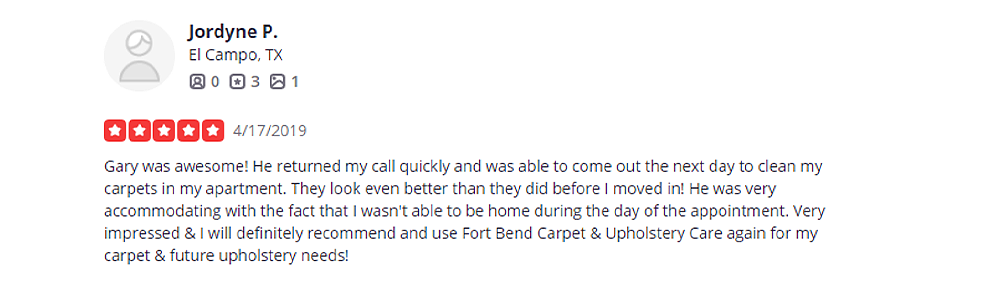 Jordyne P.
El Campo, TX
0 3 1
4/17/2019
Gary was awesome! He returned my call quickly and was able to come out the next day to clean my
carpets in my apartment. They look even better than they did before I moved in! He was very
accommodating with the fact that I wasn't able to be home during the day of the appointment. Very
impressed & I will definitely recommend and use Fort Bend Carpet & Upholstery Care again for my
carpet & future upholstery needs!